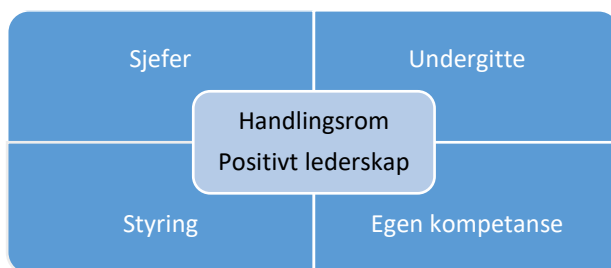 Sjefer
Undergitte
Handlingsrom
Positivt lederskap
Styring
Egen kompetanse